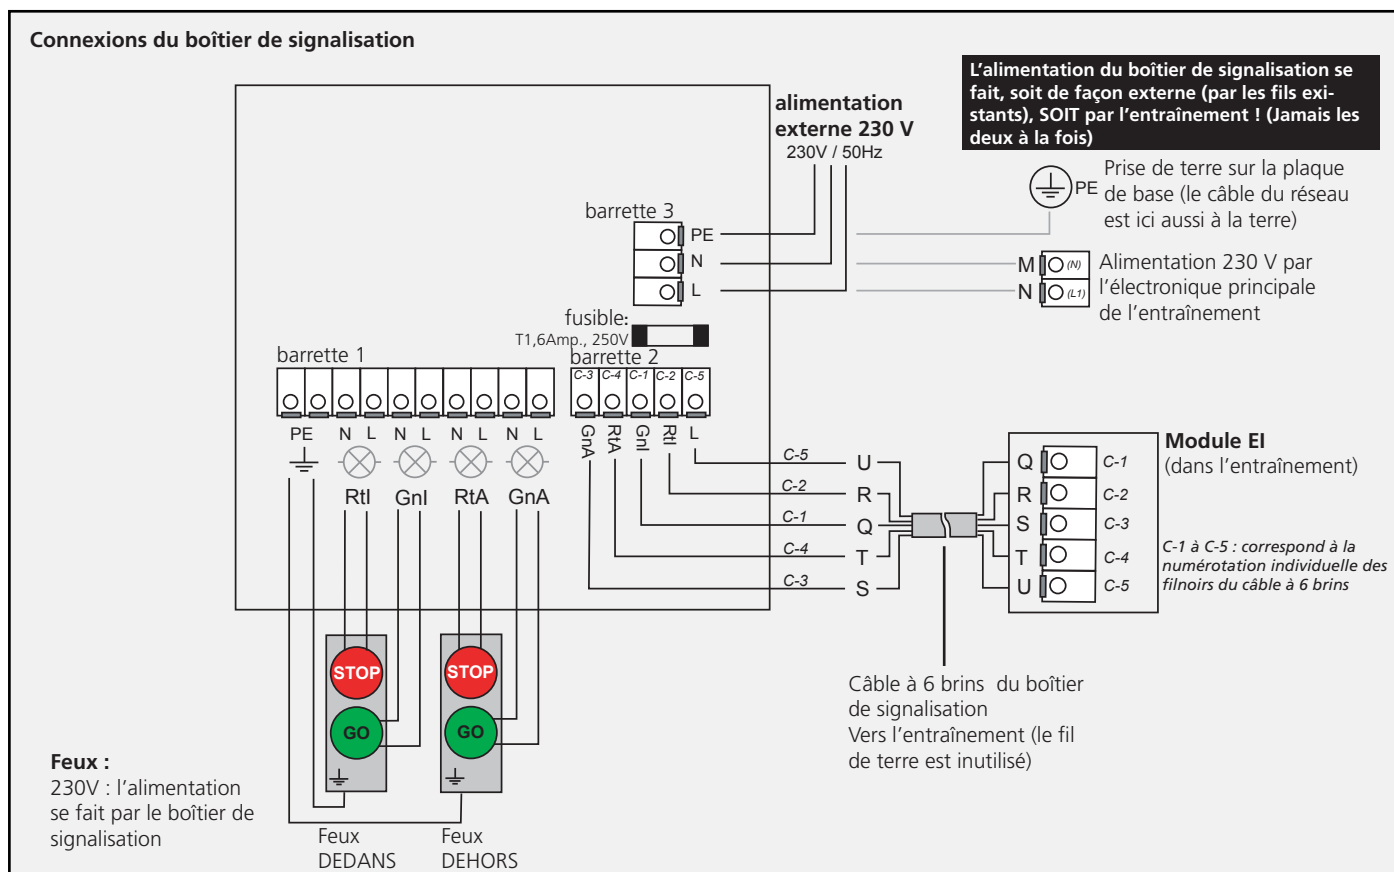 Connexions du boîtier de signalisation
L'alimentation du boîtier de signalisation se
fait, soit de façon externe (par les fils exi-
stants), SOIT par l'entraînement ! (Jamais les
deux à la fois)
alimentation
externe 230 V
230V / 50Hz
PE
Prise de terre sur la plaque
de base (le câble du réseau
est ici aussi à la terre)
barrette 3
PE
N
L
M (N)
N (L1)
Alimentation 230 V par
l'électronique principale
de l'entraînement
fusible:
T1,6Amp., 250V
barrette 1
barrette 2
C-3 C-4 C-1 C-2 C-5
PE N L N L N L N L
GnA RtA GnI RtI L
RtI GnI RtA GnA
C-5 U
C-2 R
C-1 Q
C-4 T
C-3 S
Module EI
(dans l'entraînement)
Q C-1
R C-2
S C-3
T C-4
U C-5
C-1 à C-5 : correspond à la
numérotation individuelle des
filnoirs du câble à 6 brins
STOP STOP
GO GO
Câble à 6 brins du boîtier
de signalisation
Vers l'entraînement (le fil
de terre est inutilisé)
Feux :
230V : l'alimentation
se fait par le boîtier de
signalisation
Feux
DEDANS
Feux
DEHORS